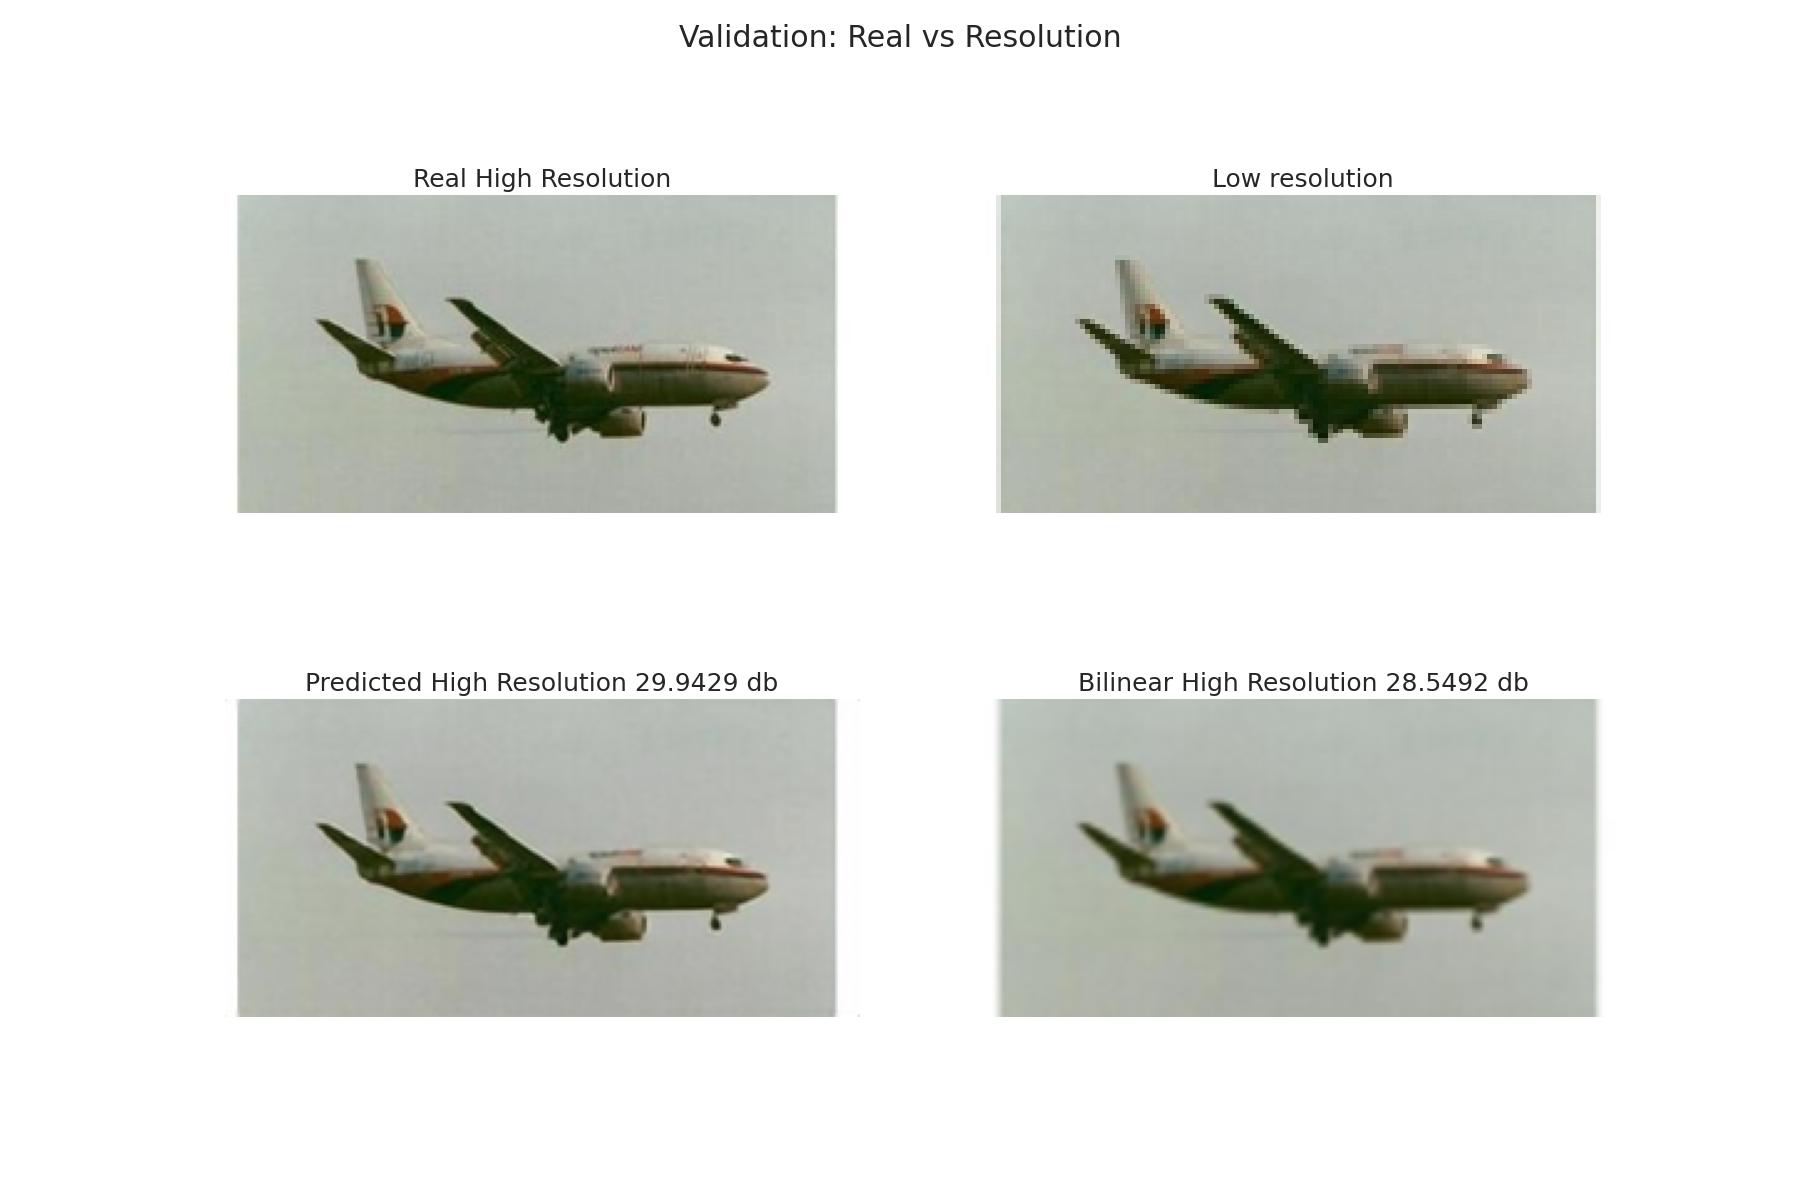 Validation: Real vs Resolution
Real High Resolution
Low resolution
Predicted High Resolution 29.9429 db
Bilinear High Resolution 28.5492 db